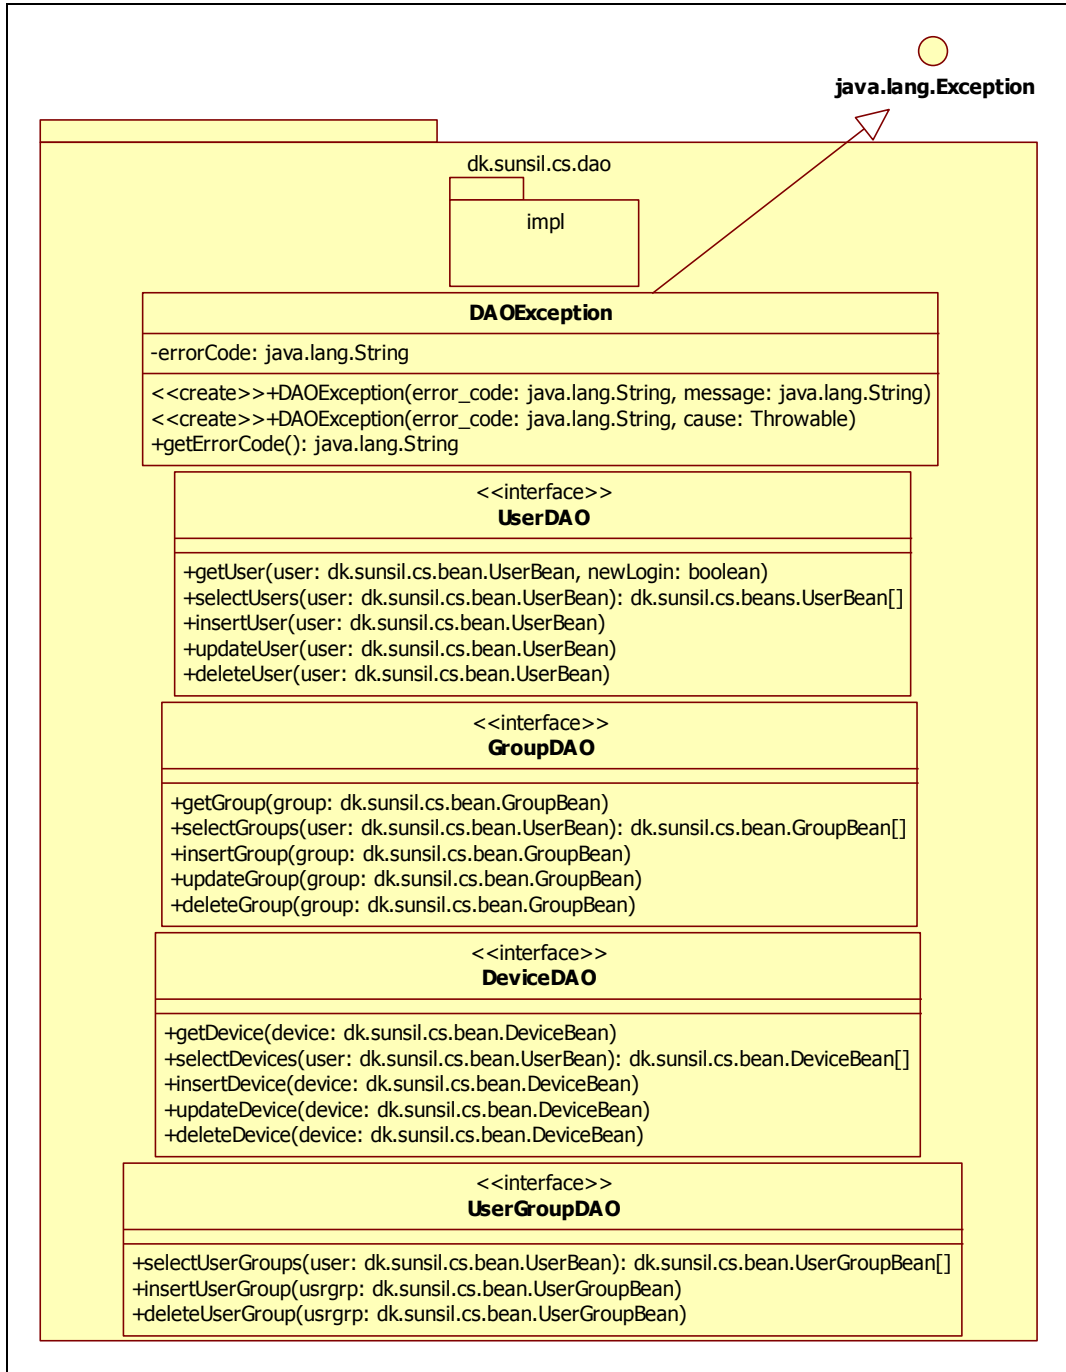 java.lang.Exception
dk.sunsil.cs.dao
impl
DAOException
-errorCode: java.lang.String
<<create>>+DAOException(error_code: java.lang.String, message: java.lang.String)
<<create>>+DAOException(error_code: java.lang.String, cause: Throwable)
+getErrorCode(): java.lang.String
<<interface>>
UserDAO
+getUser(user: dk.sunsil.cs.bean.UserBean, newLogin: boolean)
+selectUsers(user: dk.sunsil.cs.bean.UserBean): dk.sunsil.cs.beans.UserBean[]
+insertUser(user: dk.sunsil.cs.bean.UserBean)
+updateUser(user: dk.sunsil.cs.bean.UserBean)
+deleteUser(user: dk.sunsil.cs.bean.UserBean)
<<interface>>
GroupDAO
+getGroup(group: dk.sunsil.cs.bean.GroupBean)
+selectGroups(user: dk.sunsil.cs.bean.UserBean): dk.sunsil.cs.bean.GroupBean[]
+insertGroup(group: dk.sunsil.cs.bean.GroupBean)
+updateGroup(group: dk.sunsil.cs.bean.GroupBean)
+deleteGroup(group: dk.sunsil.cs.bean.GroupBean)
<<interface>>
DeviceDAO
+getDevice(device: dk.sunsil.cs.bean.DeviceBean)
+selectDevices(user: dk.sunsil.cs.bean.UserBean): dk.sunsil.cs.bean.DeviceBean[]
+insertDevice(device: dk.sunsil.cs.bean.DeviceBean)
+updateDevice(device: dk.sunsil.cs.bean.DeviceBean)
+deleteDevice(device: dk.sunsil.cs.bean.DeviceBean)
<<interface>>
UserGroupDAO
+selectUserGroups(user: dk.sunsil.cs.bean.UserBean): dk.sunsil.cs.bean.UserGroupBean[]
+insertUserGroup(usrgrp: dk.sunsil.cs.bean.UserGroupBean)
+deleteUserGroup(usrgrp: dk.sunsil.cs.bean.UserGroupBean)